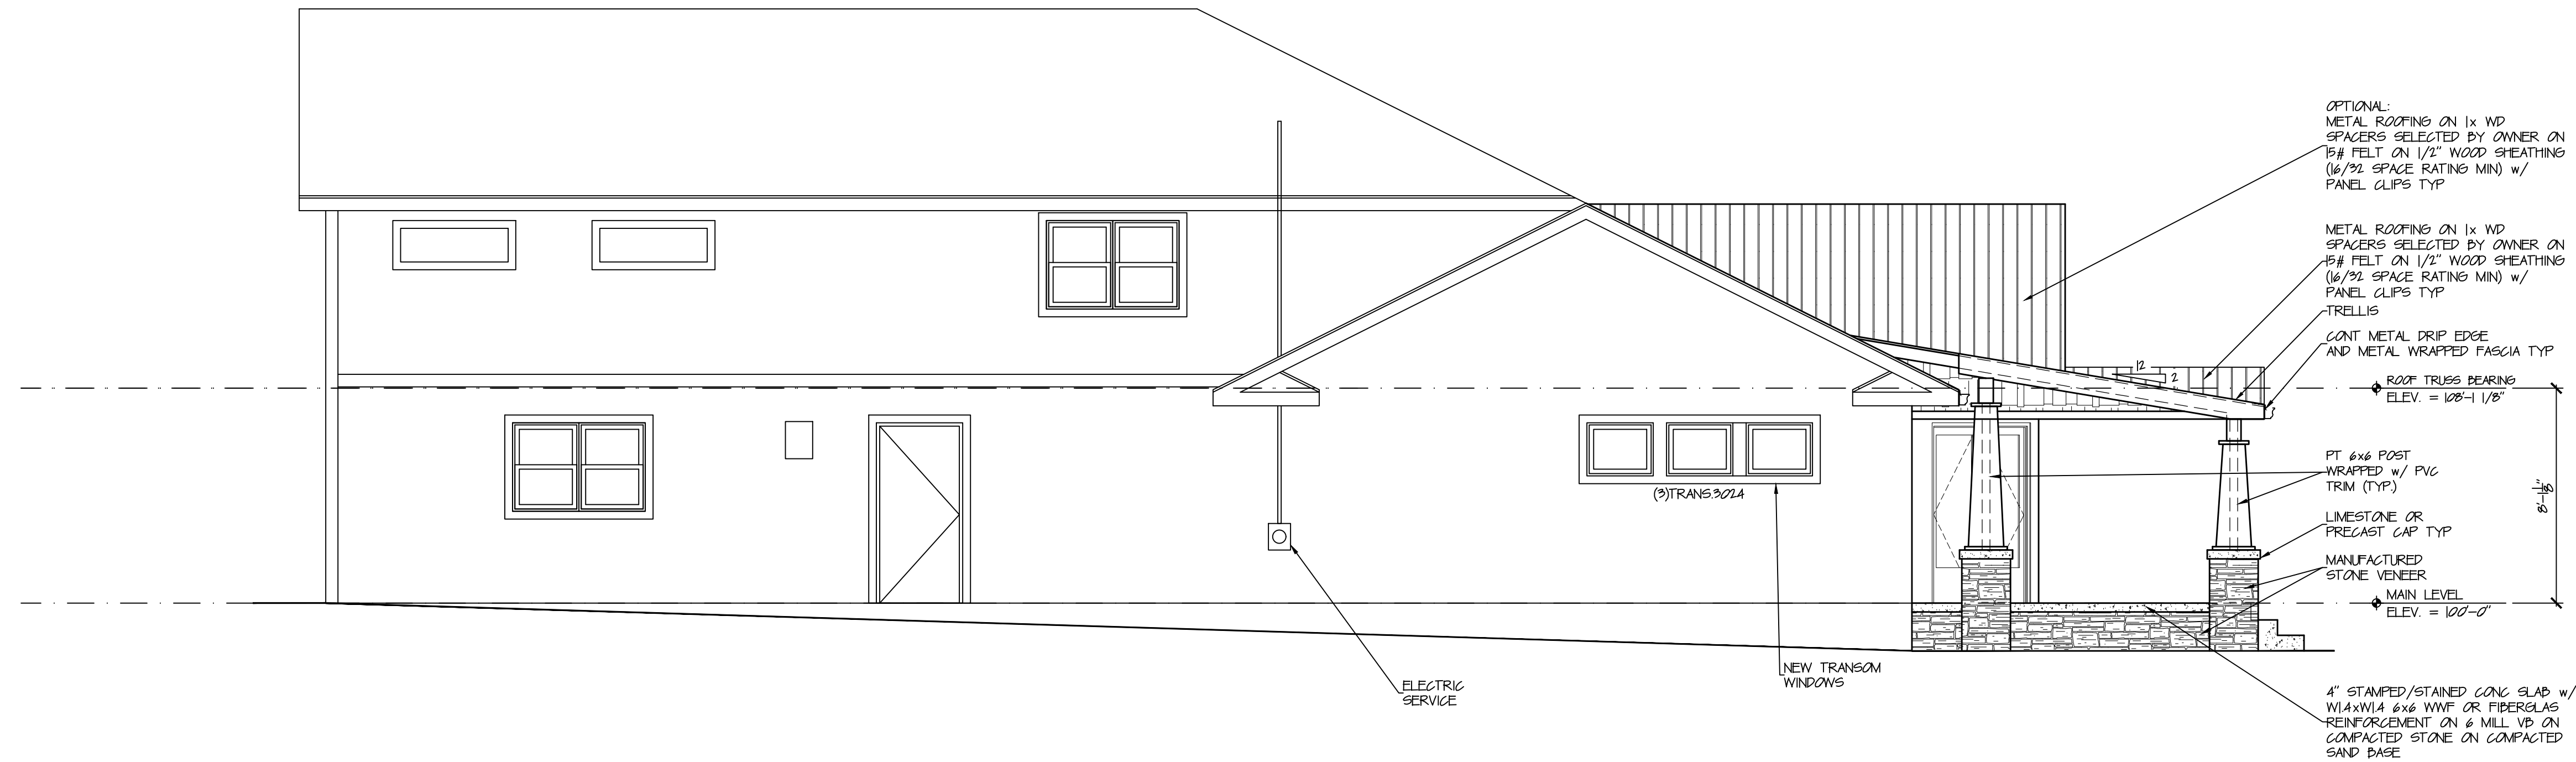 OPTIONAL:
METAL ROOFING ON 1x WD
SPACERS SELECTED BY OWNER ON
15# FELT ON 1/2" WOOD SHEATHING
(16/32 SPACE RATING MIN) w/
PANEL CLIPS TYP
METAL ROOFING ON 1x WD
SPACERS SELECTED BY OWNER ON
15# FELT ON 1/2" WOOD SHEATHING
(16/32 SPACE RATING MIN) w/
PANEL CLIPS TYP
TRELLIS
CONT METAL DRIP EDGE
AND METAL WRAPPED FASCIA TYP
12
2
ROOF TRUSS BEARING
ELEV. = 108'-1 1/8"
PT 6x6 POST
WRAPPED w/ PVC
TRIM (TYP.)
8'-1 1/8"
(3)TRANS.3024
LIMESTONE OR
PRECAST CAP TYP
MANUFACTURED
STONE VENEER
MAIN LEVEL
ELEV. = 100'-0"
NEW TRANSOM
WINDOWS
ELECTRIC
SERVICE
4" STAMPED/STAINED CONC SLAB w/
W1.4xW1.4 6x6 WWF OR FIBERGLAS
REINFORCEMENT ON 6 MILL VB ON
COMPACTED STONE ON COMPACTED
SAND BASE